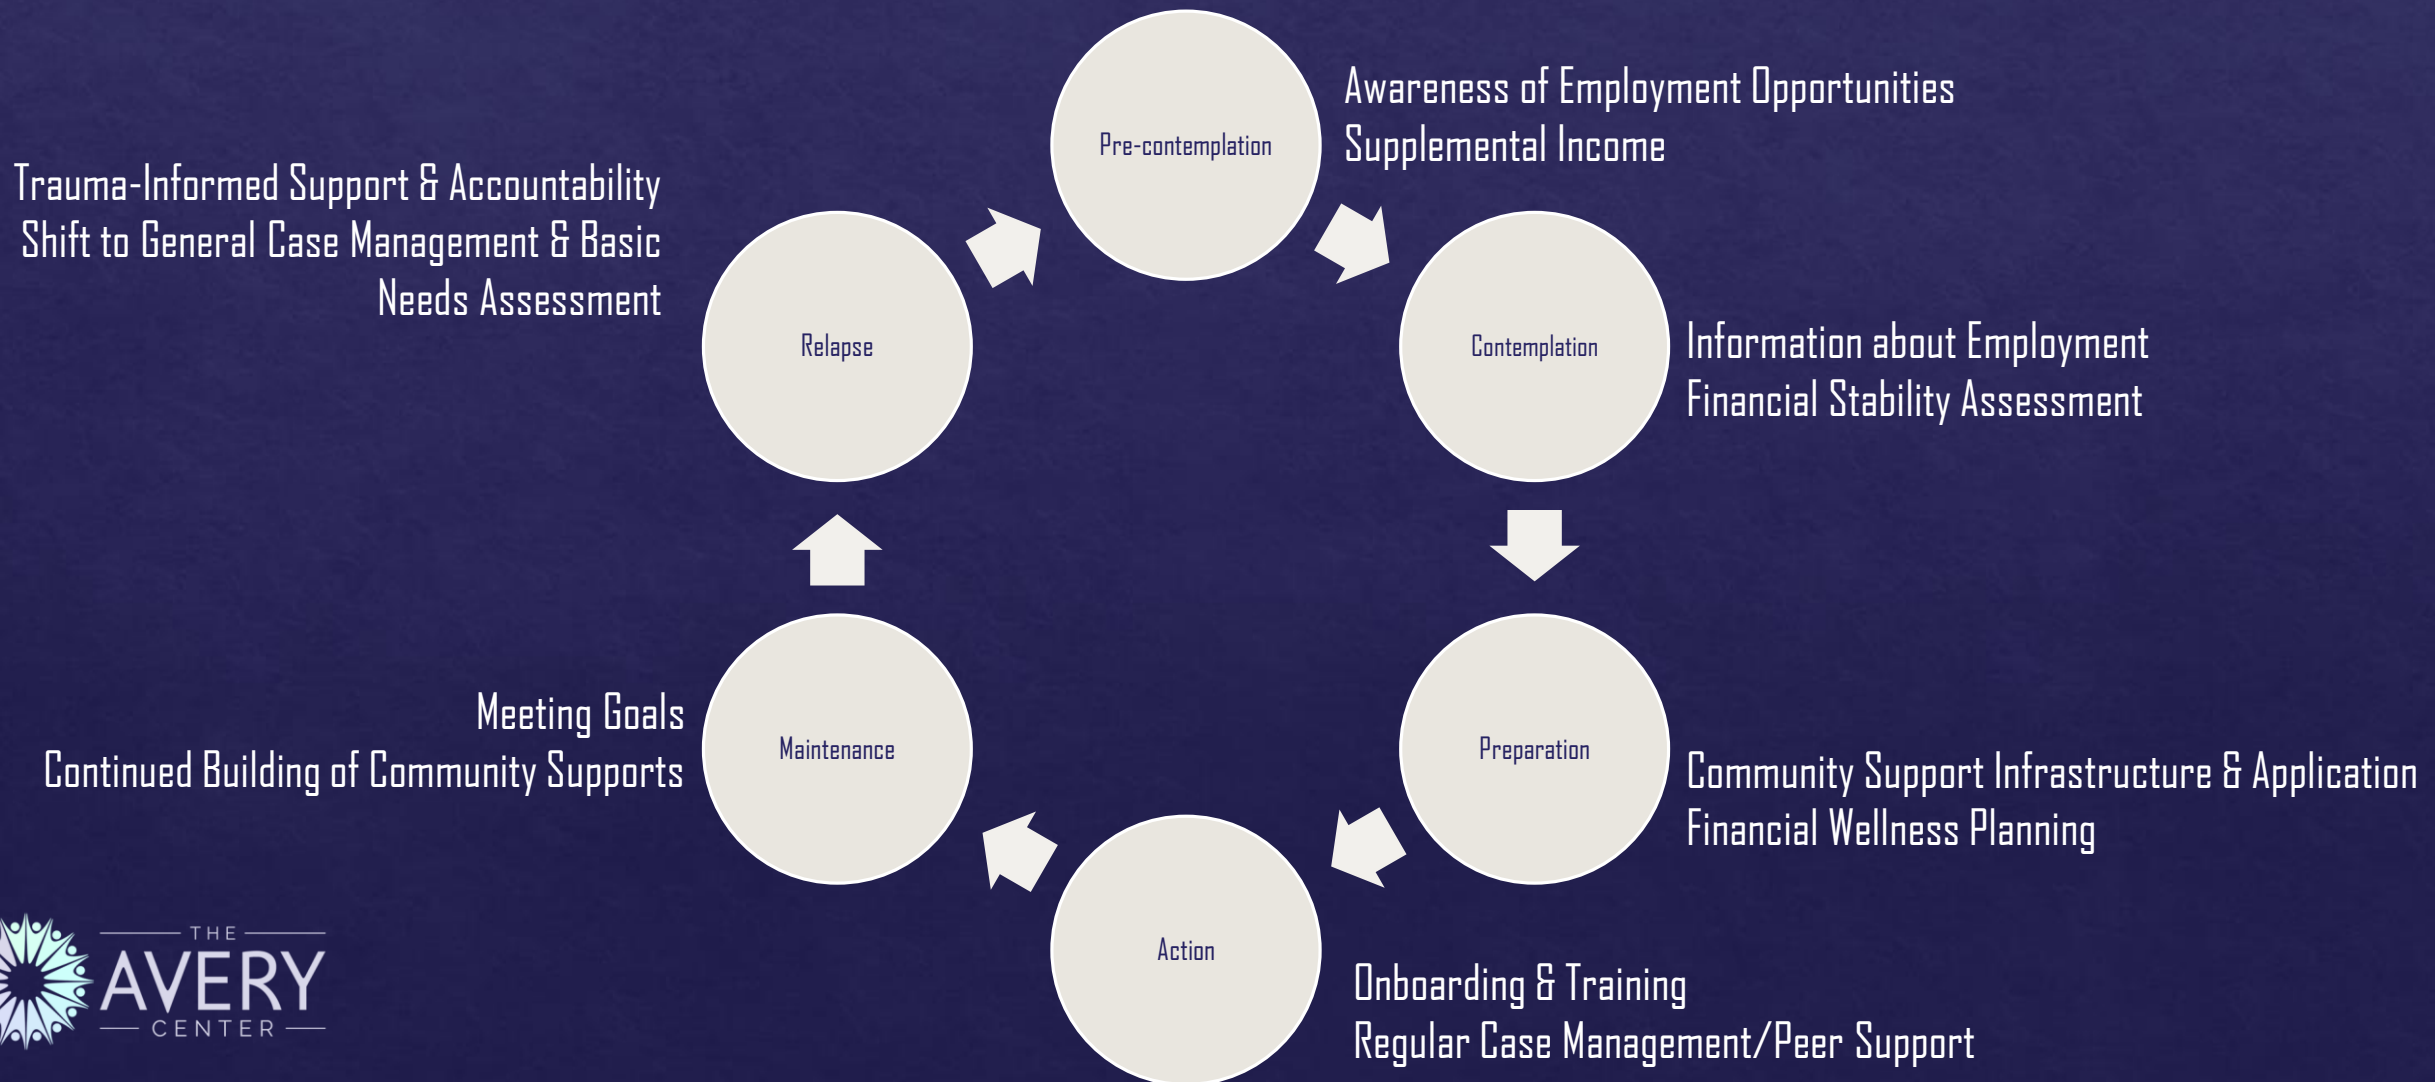 Pre-contemplation
Awareness of Employment Opportunities
Supplemental Income
Contemplation
Information about Employment
Financial Stability Assessment
Preparation
Community Support Infrastructure & Application
Financial Wellness Planning
Action
Onboarding & Training
Regular Case Management/Peer Support
Maintenance
Meeting Goals
Continued Building of Community Supports
Relapse
Trauma-Informed Support & Accountability
Shift to General Case Management & Basic
Needs Assessment
THE
AVERY
CENTER